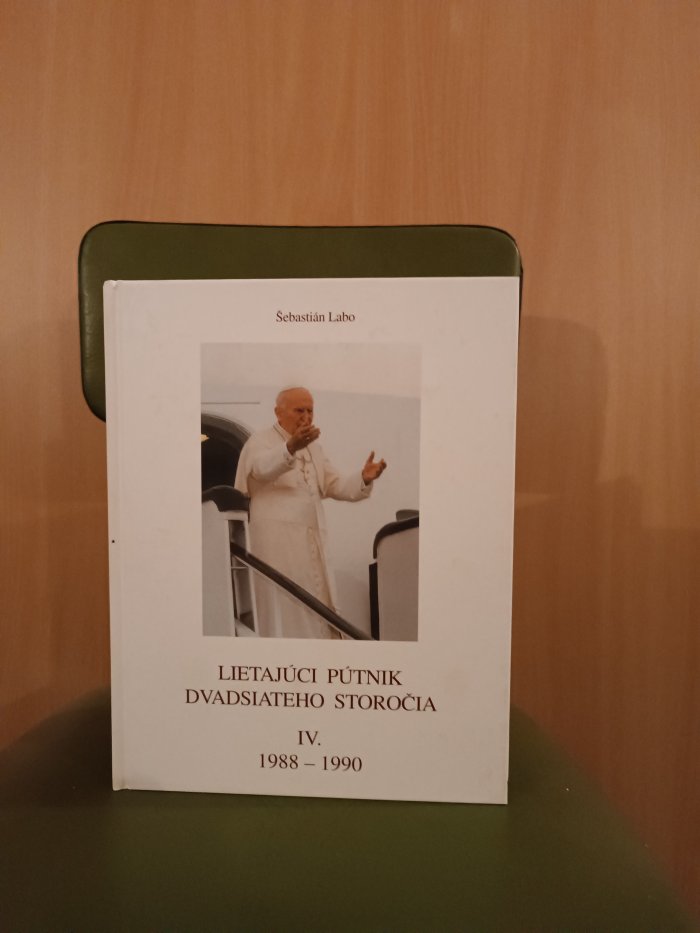 Šebastián Labo
LIETAJÚCI PÚTNIK
DVADSIATEHO STOROČIA
IV.
1988 – 1990